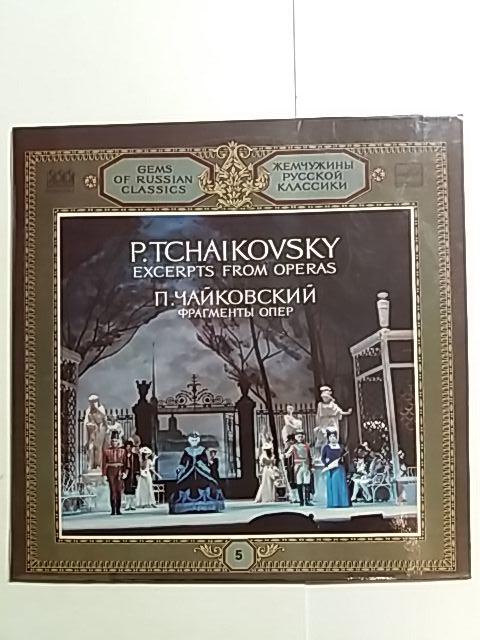 GEMS
OF RUSSIAN
CLASSICS
ЖЕМЧУЖИНЫ
РУССКОЙ
КЛАССИКИ
P.TCHAIKOVSKY
EXCERPTS FROM OPERAS
П.ЧАЙКОВСКИЙ
ФРАГМЕНТЫ ОПЕР
5